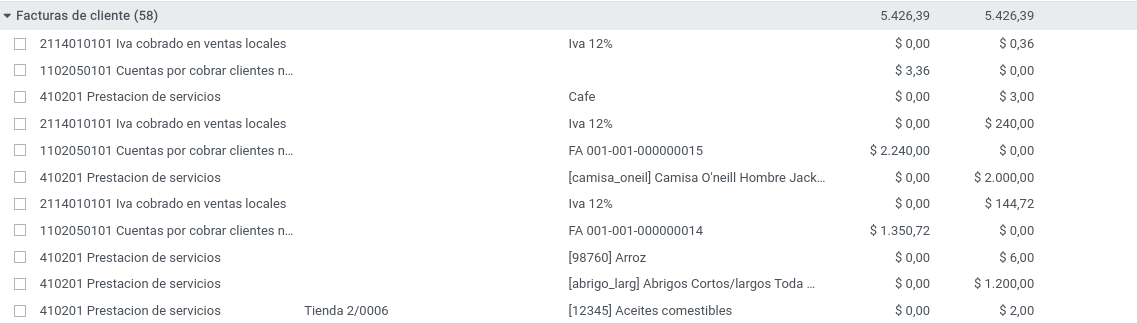 Facturas de cliente (58) 5.426,39 5.426,39
2114010101 Iva cobrado en ventas locales Iva 12% $ 0,00 $ 0,36
1102050101 Cuentas por cobrar clientes n... $ 3,36 $ 0,00
410201 Prestacion de servicios Cafe $ 0,00 $ 3,00
2114010101 Iva cobrado en ventas locales Iva 12% $ 0,00 $ 240,00
1102050101 Cuentas por cobrar clientes n... FA 001-001-000000015 $ 2.240,00 $ 0,00
410201 Prestacion de servicios [camisa_oneil] Camisa O'neill Hombre Jack... $ 0,00 $ 2.000,00
2114010101 Iva cobrado en ventas locales Iva 12% $ 0,00 $ 144,72
1102050101 Cuentas por cobrar clientes n... FA 001-001-000000014 $ 1.350,72 $ 0,00
410201 Prestacion de servicios [98760] Arroz $ 0,00 $ 6,00
410201 Prestacion de servicios [abrigo_larg] Abrigos Cortos/largos Toda ... $ 0,00 $ 1.200,00
410201 Prestacion de servicios Tienda 2/0006 [12345] Aceites comestibles $ 0,00 $ 2,00